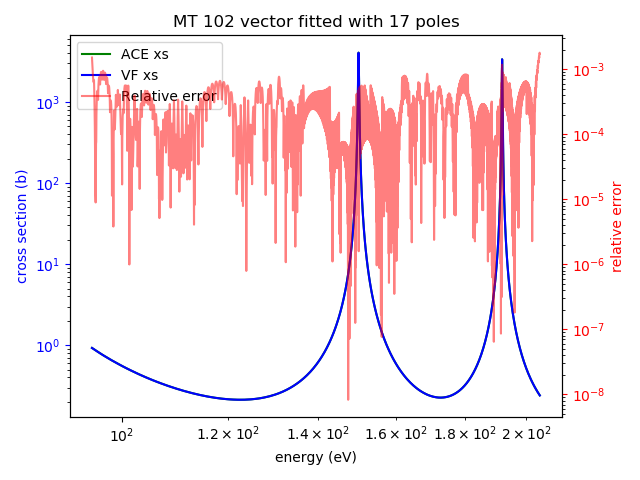 MT 102 vector fitted with 17 poles
ACE xs
VF xs
Relative error
cross section (b)
10³
10²
10¹
10⁰
relative error
10⁻³
10⁻⁴
10⁻⁵
10⁻⁶
10⁻⁷
10⁻⁸
10² 1.2 × 10² 1.4 × 10² 1.6 × 10² 1.8 × 10² 2 × 10²
energy (eV)